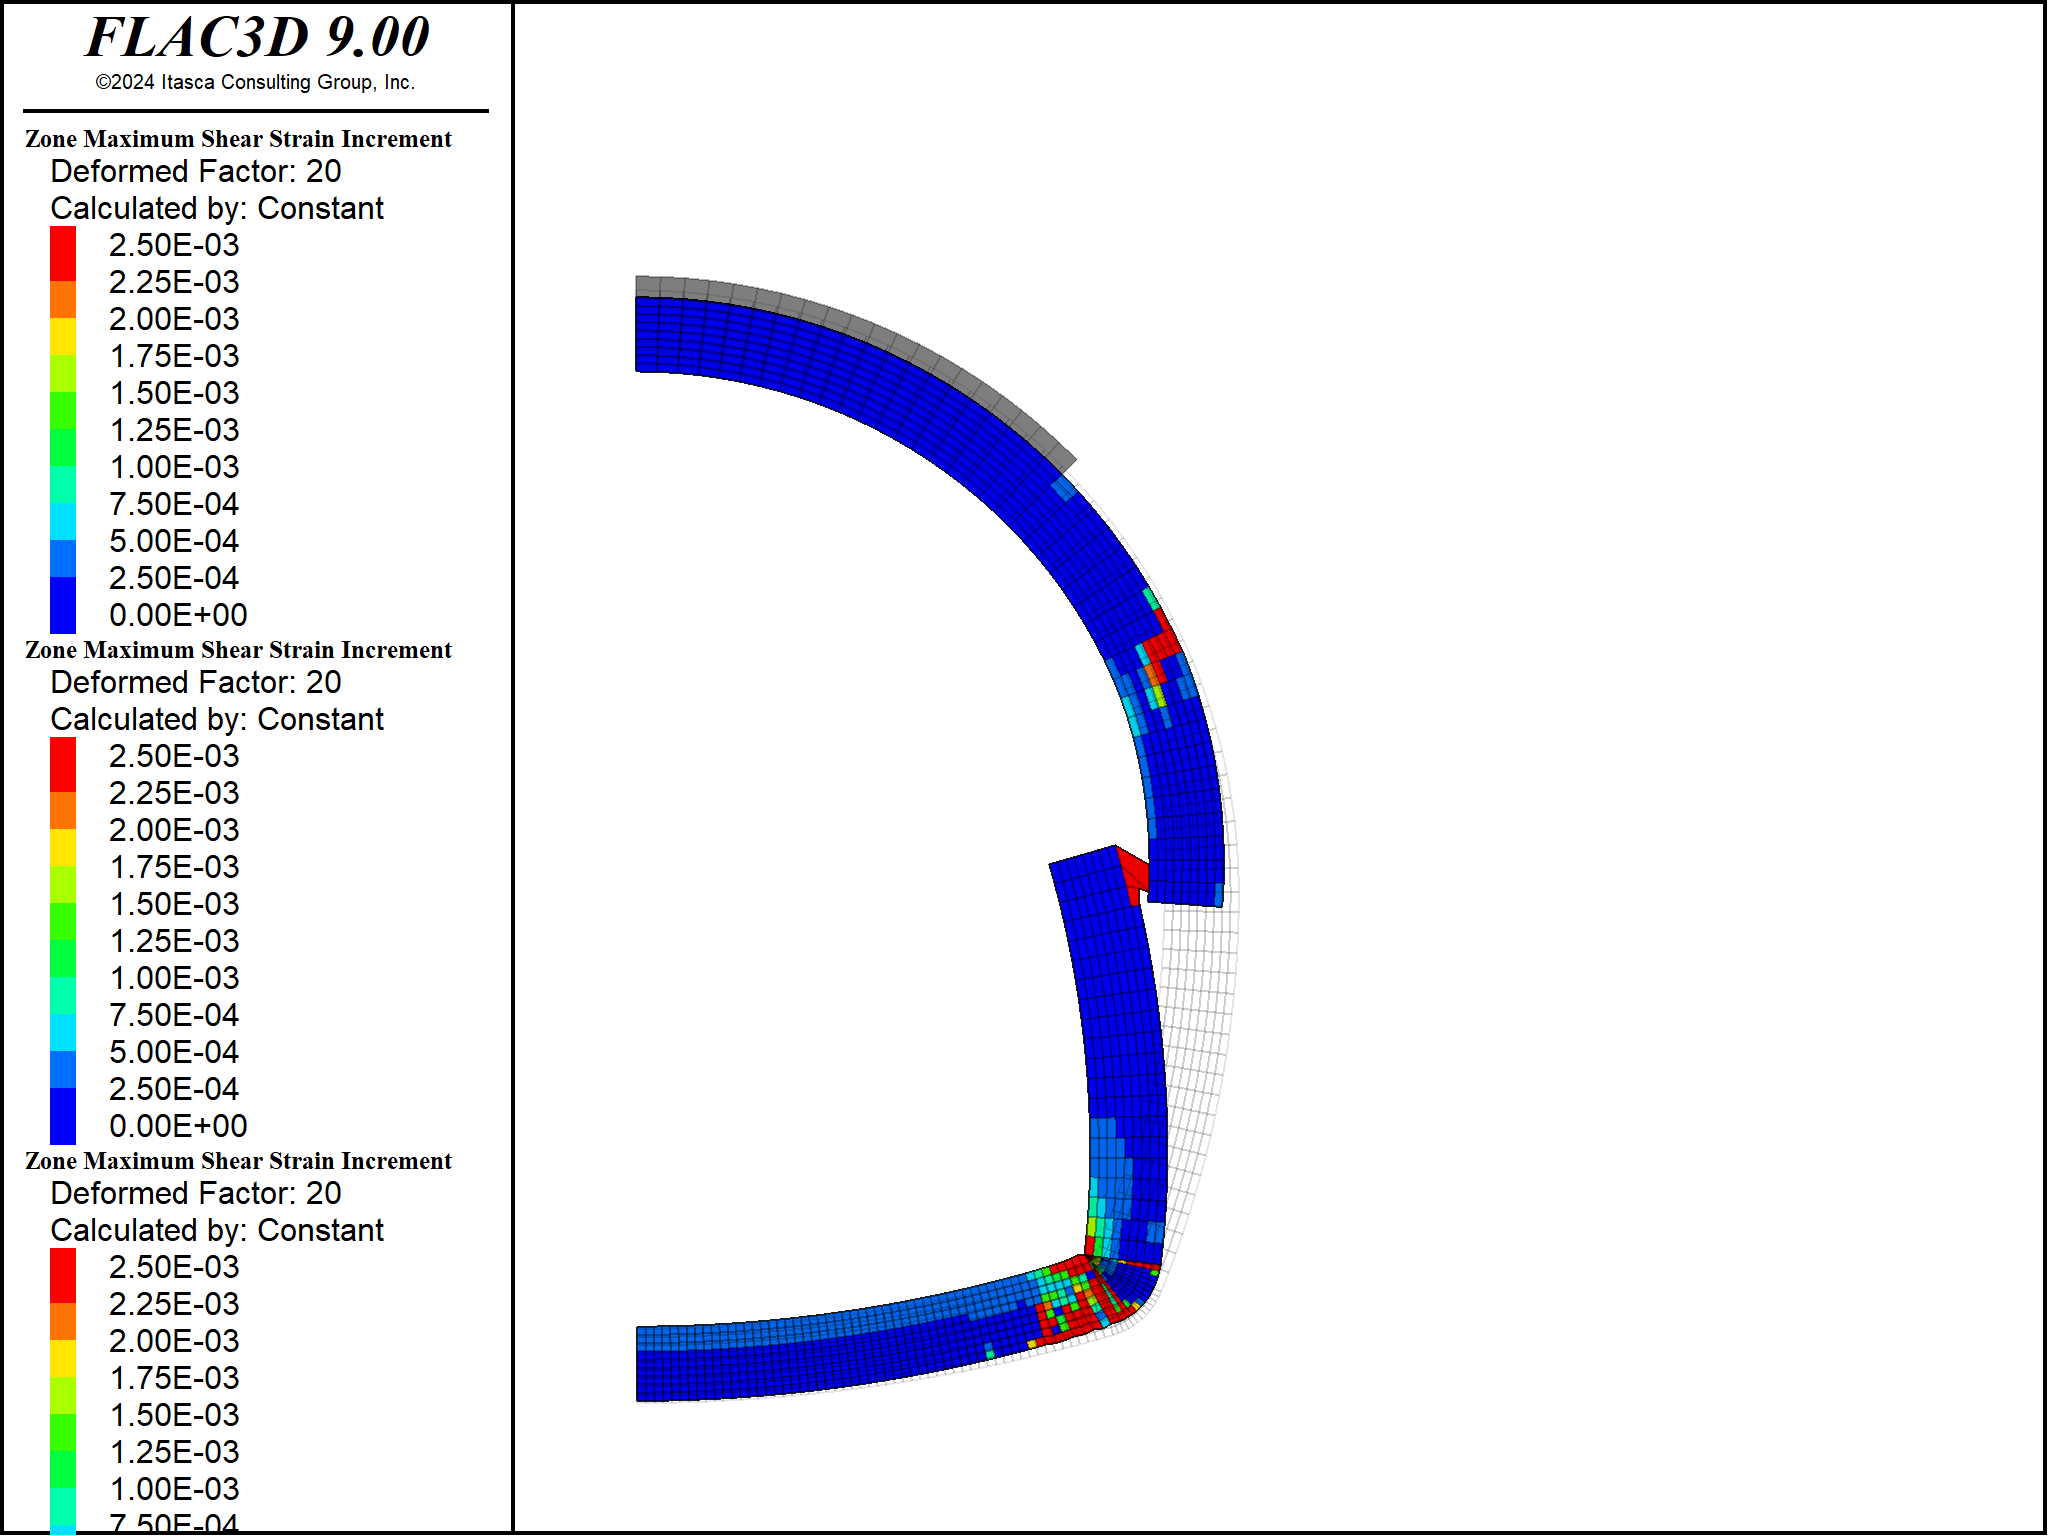 FLAC3D 9.00
©2024 Itasca Consulting Group, Inc.
Zone Maximum Shear Strain Increment
Deformed Factor: 20
Calculated by: Constant
2.50E-03
2.25E-03
2.00E-03
1.75E-03
1.50E-03
1.25E-03
1.00E-03
7.50E-04
5.00E-04
2.50E-04
0.00E+00
Zone Maximum Shear Strain Increment
Deformed Factor: 20
Calculated by: Constant
2.50E-03
2.25E-03
2.00E-03
1.75E-03
1.50E-03
1.25E-03
1.00E-03
7.50E-04
5.00E-04
2.50E-04
0.00E+00
Zone Maximum Shear Strain Increment
Deformed Factor: 20
Calculated by: Constant
2.50E-03
2.25E-03
2.00E-03
1.75E-03
1.50E-03
1.25E-03
1.00E-03
7.50E-04